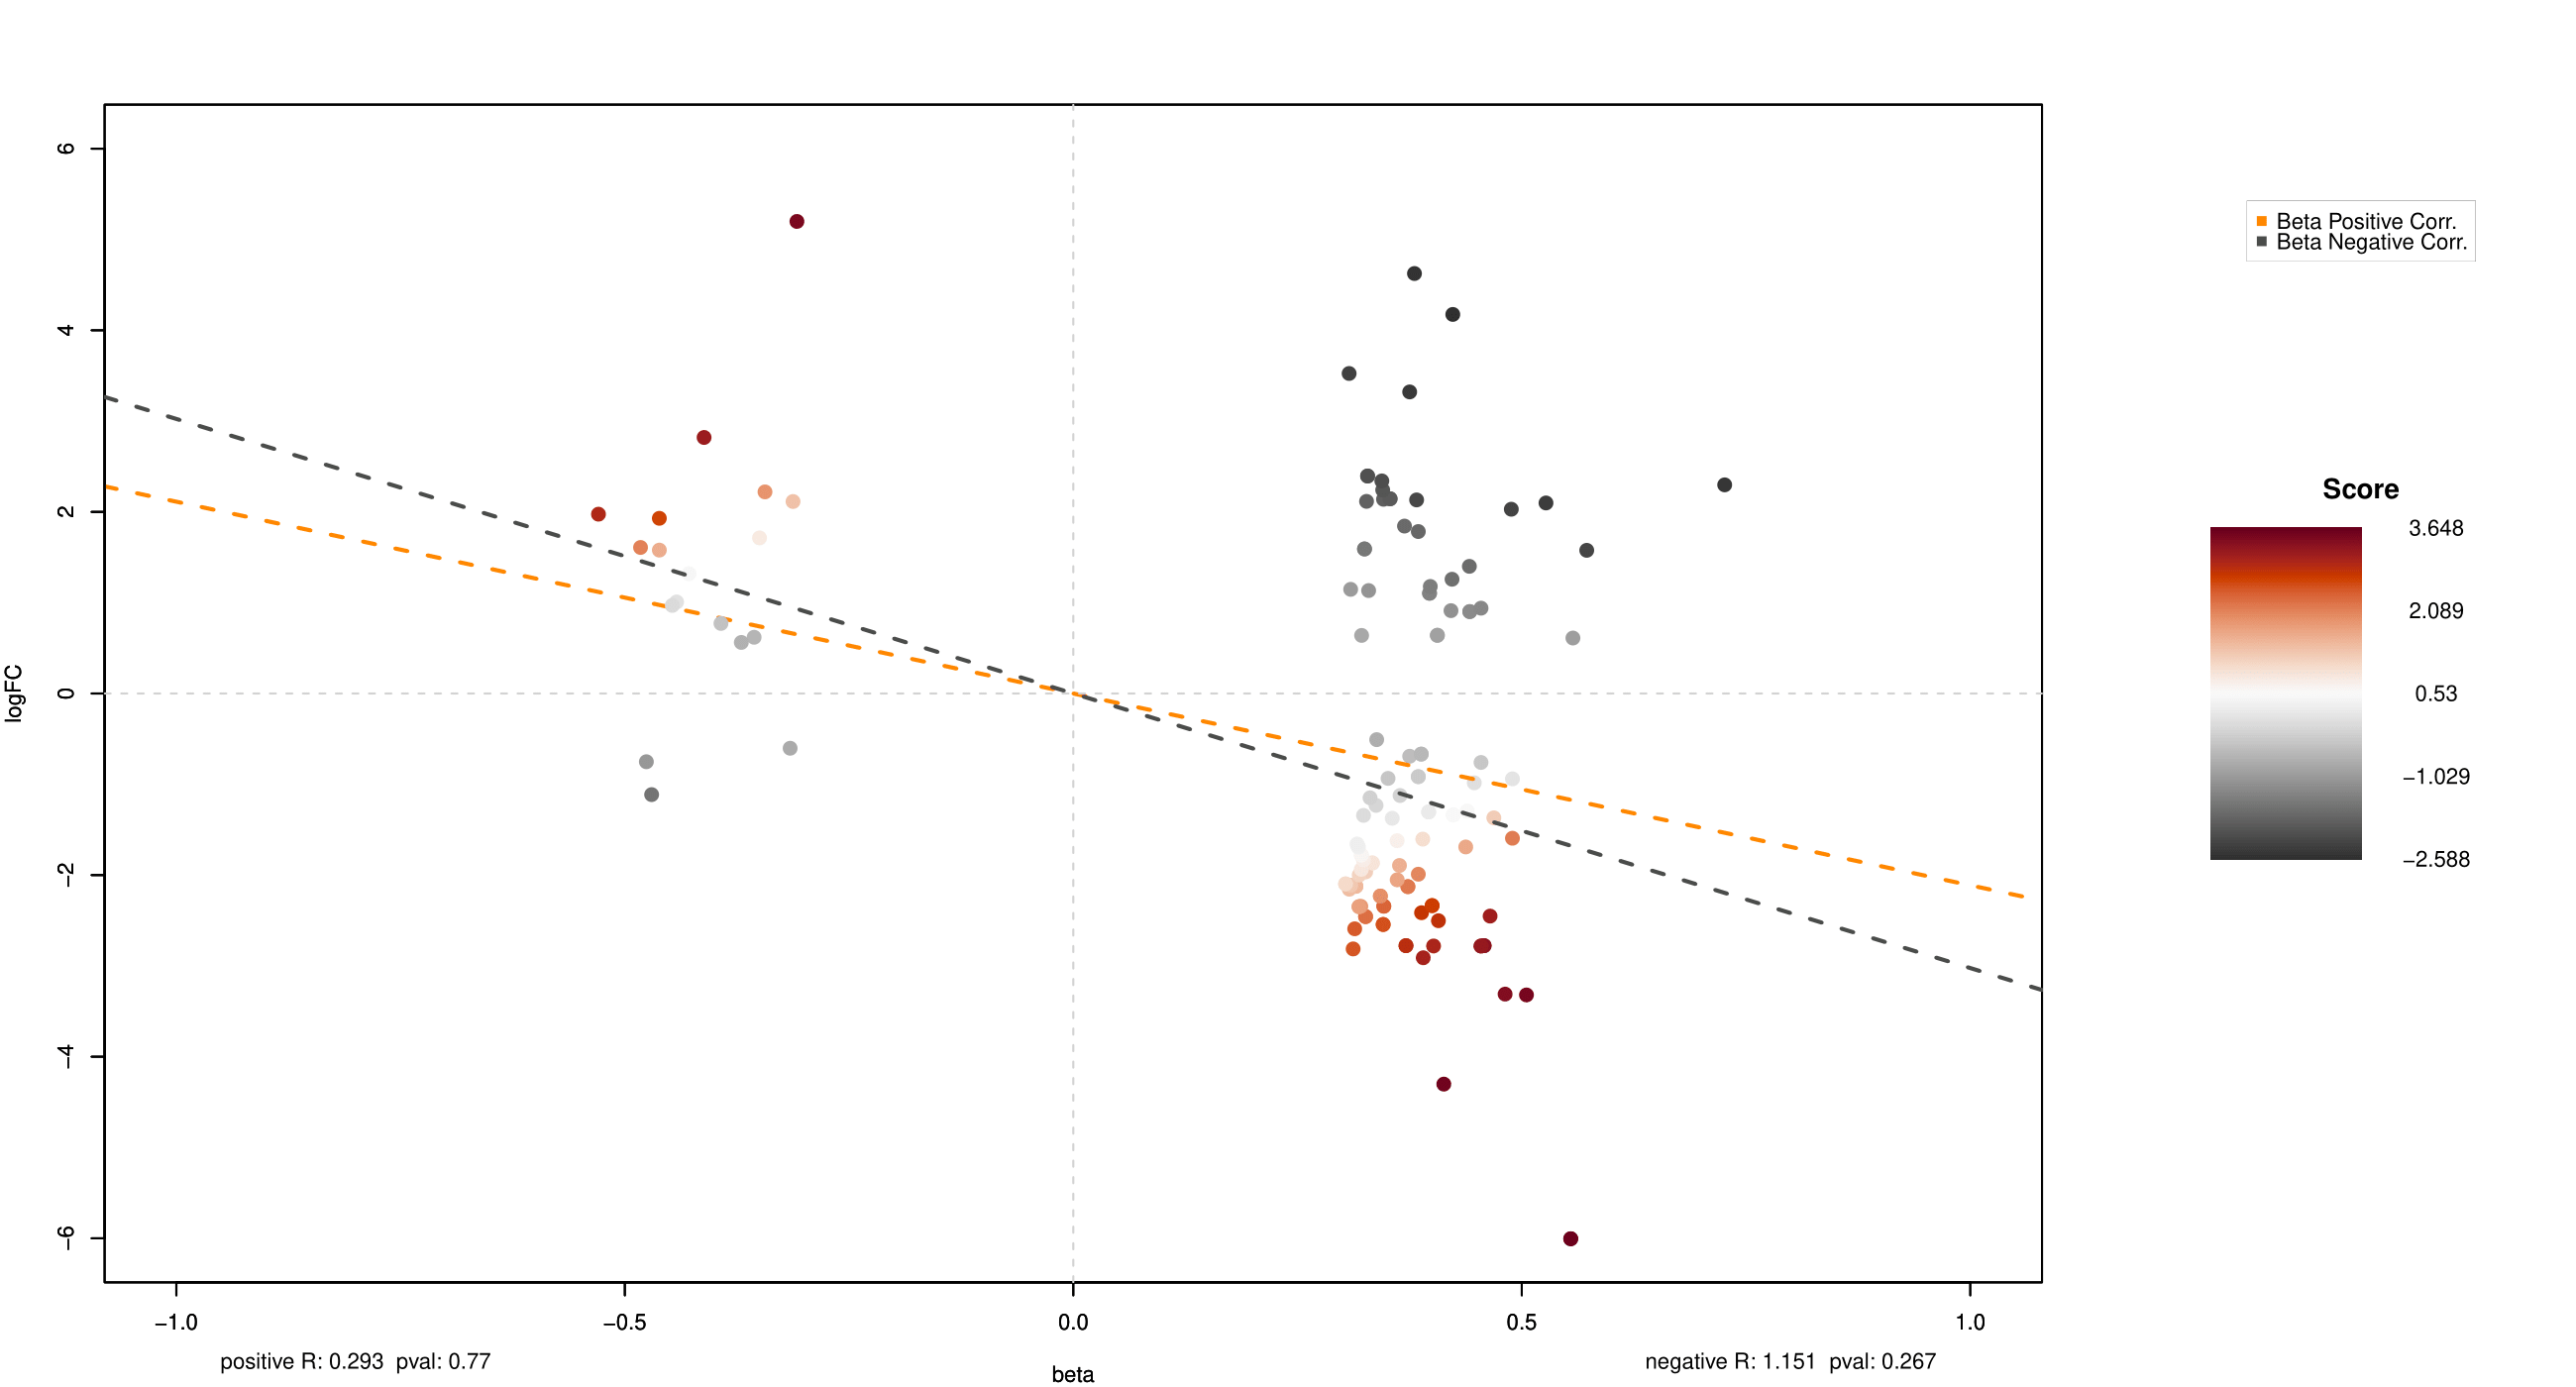 6
4
2
0
−2
−4
−6
logFC
−1.0
−0.5
0.0
0.5
1.0
beta
positive R: 0.293 pval: 0.77
negative R: 1.151 pval: 0.267
Beta Positive Corr.
Beta Negative Corr.
Score
3.648
2.089
0.53
−1.029
−2.588